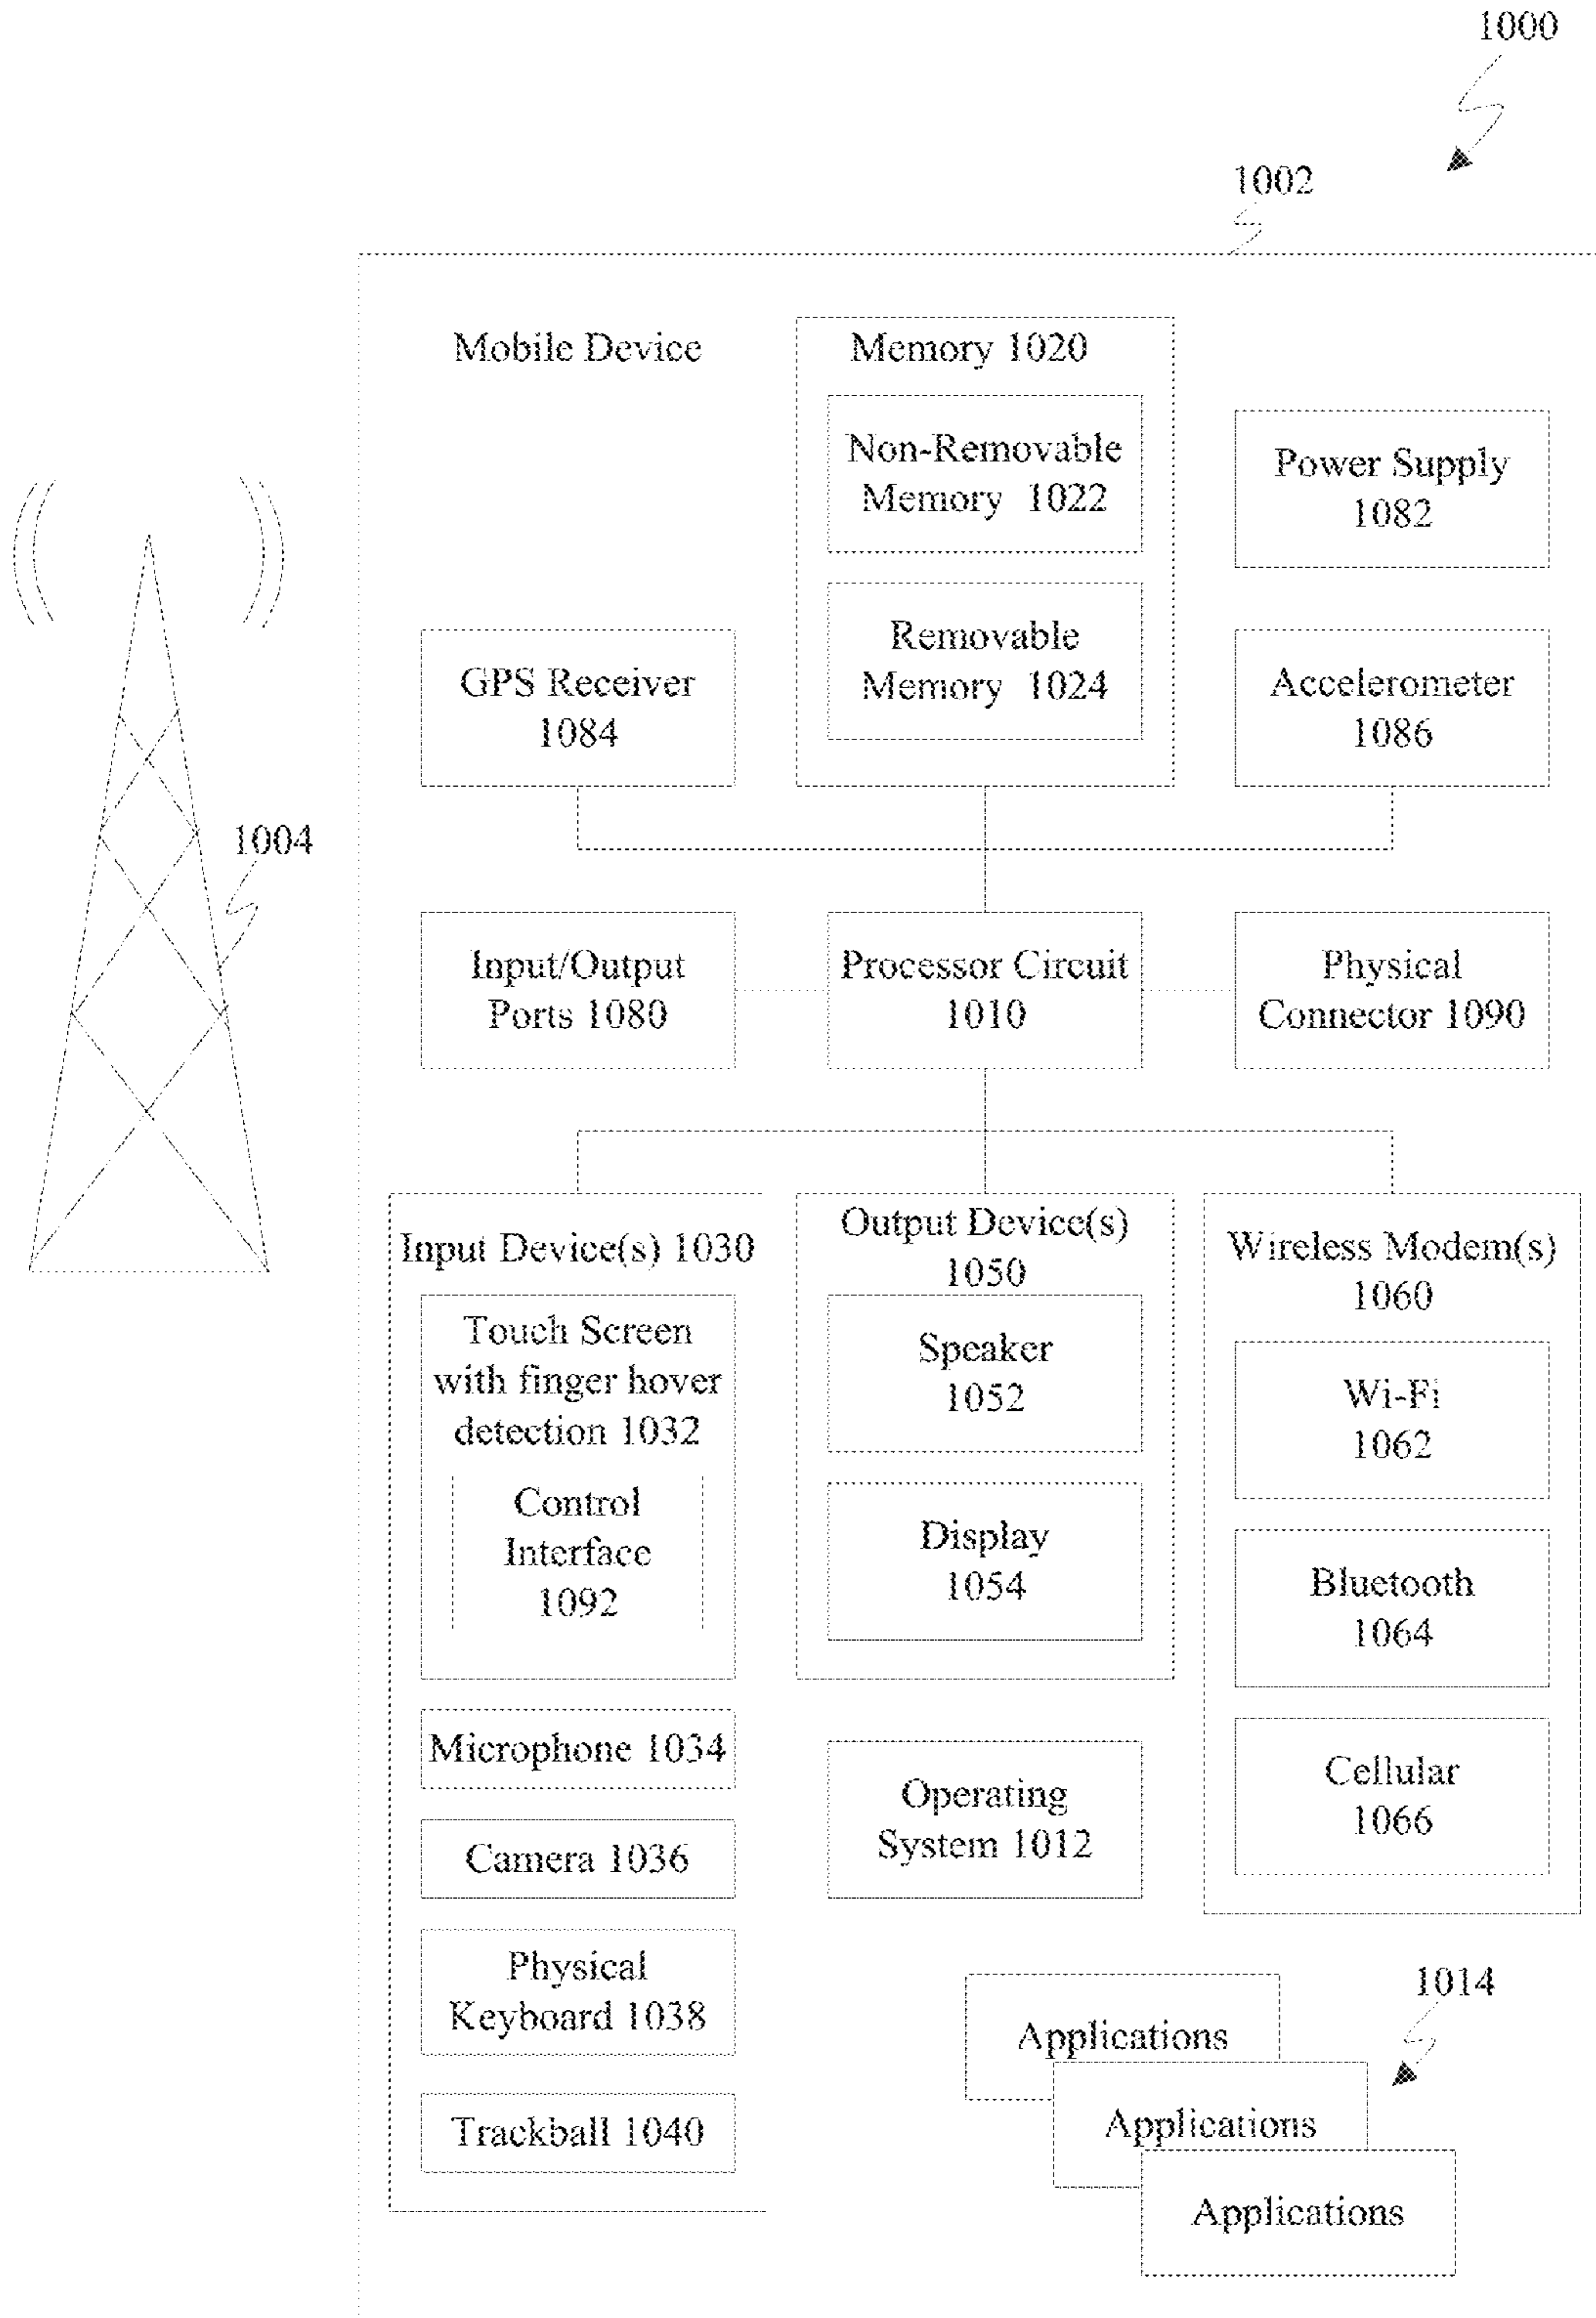 1000
1002
Mobile Device
Memory 1020
Non-Removable
Memory 1022
Removable
Memory 1024
Power Supply
1082
GPS Receiver
1084
Accelerometer
1086
1004
Input/Output
Ports 1080
Processor Circuit
1010
Physical
Connector 1090
Input Device(s) 1030
Touch Screen
with finger hover
detection 1032
Control
Interface
1092
Microphone 1034
Camera 1036
Physical
Keyboard 1038
Trackball 1040
Output Device(s)
1050
Speaker
1052
Display
1054
Operating
System 1012
Wireless Modem(s)
1060
Wi-Fi
1062
Bluetooth
1064
Cellular
1066
1014
Applications
Applications
Applications